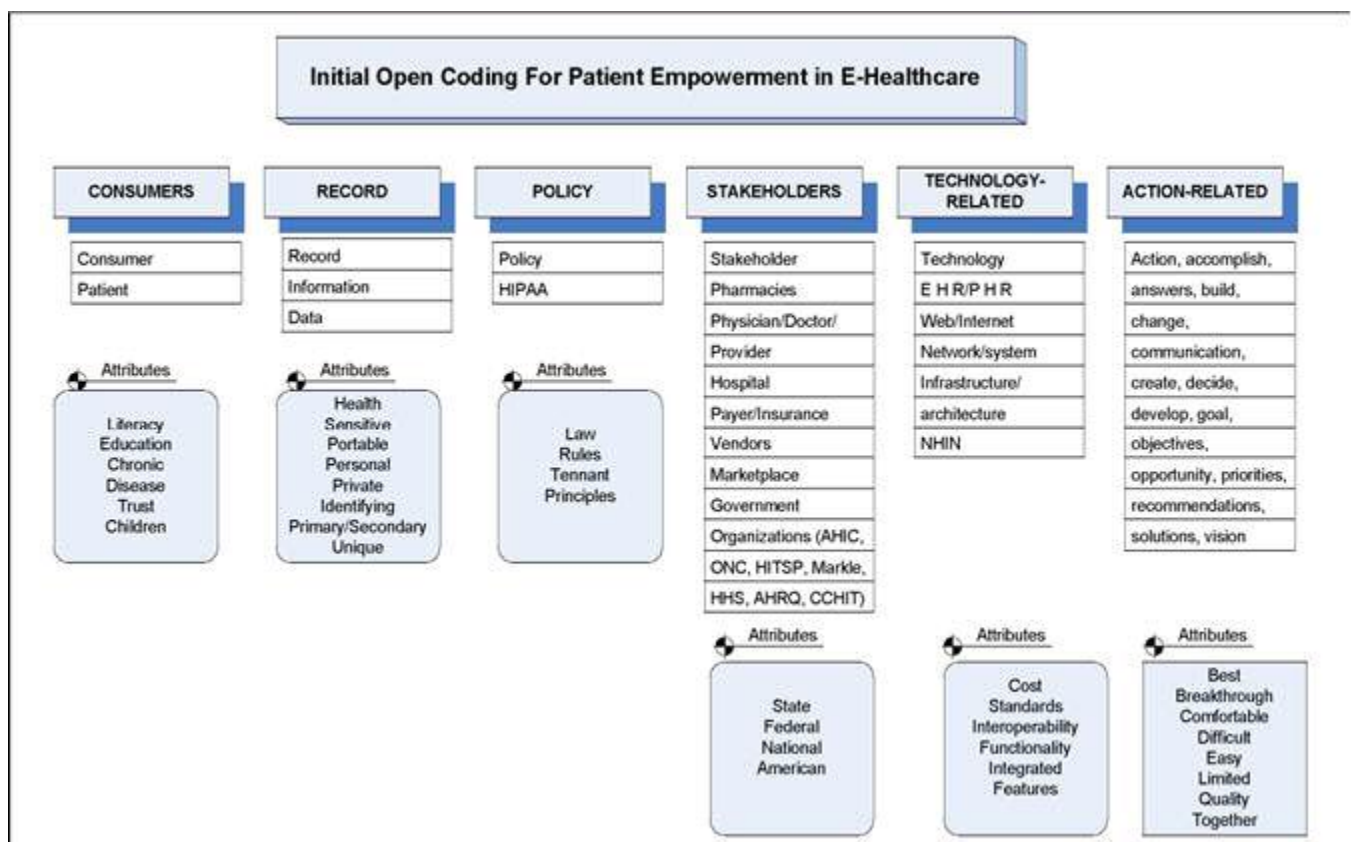 Initial Open Coding For Patient Empowerment in E-Healthcare
CONSUMERS
Consumer
Patient
Attributes
Literacy
Education
Chronic
Disease
Trust
Children
RECORD
Record
Information
Data
Attributes
Health
Sensitive
Portable
Personal
Private
Identifying
Primary/Secondary
Unique
POLICY
Policy
HIPAA
Attributes
Law
Rules
Tennant
Principles
STAKEHOLDERS
Stakeholder
Pharmacies
Physician/Doctor/
Provider
Hospital
Payer/Insurance
Vendors
Marketplace
Government
Organizations (AHIC,
ONC, HITSP, Markle,
HHS, AHRQ, CCHIT)
Attributes
State
Federal
National
American
TECHNOLOGY-
RELATED
Technology
E H R/P H R
Web/Internet
Network/system
Infrastructure/
architecture
NHIN
Attributes
Cost
Standards
Interoperability
Functionality
Integrated
Features
ACTION-RELATED
Action, accomplish,
answers, build,
change,
communication,
create, decide,
develop, goal,
objectives,
opportunity, priorities,
recommendations,
solutions, vision
Attributes
Best
Breakthrough
Comfortable
Difficult
Easy
Limited
Quality
Together